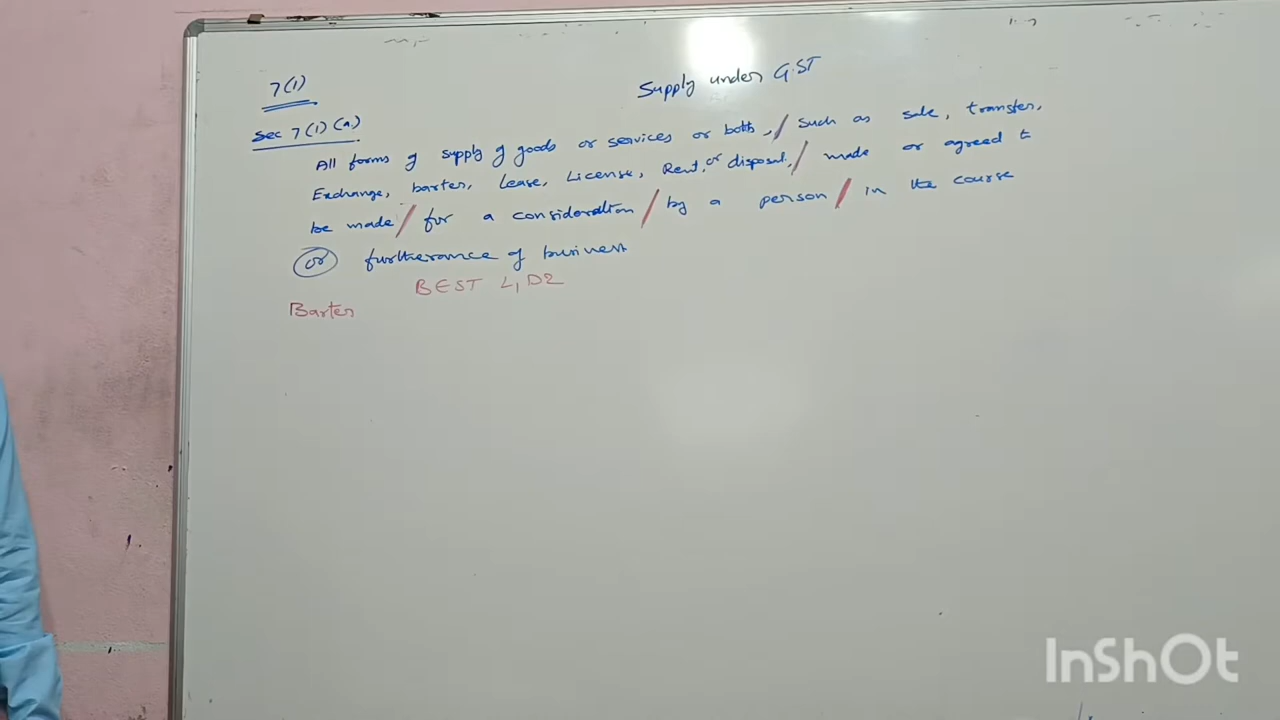 7(1)
Supply under G.ST
Sec 7(1)(a)
All forms of supply of goods or services or both, / such as sale, transfer,
Exchange, barter, Lease, License, Rent, or disposal, / made or agreed to
be made / for a consideration / by a person / in the course
or furtherance of business
BEST L, D2
Barter
InShOt